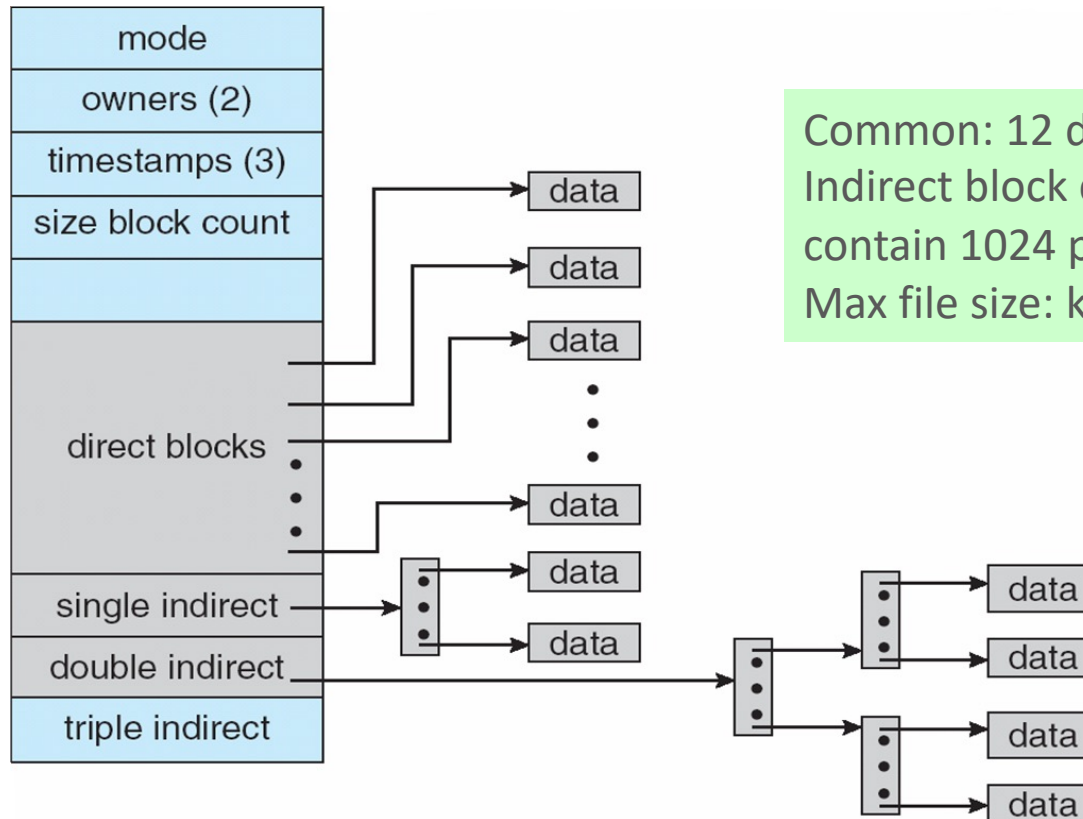 mode
owners (2)
timestamps (3)
size block count
direct blocks
single indirect
double indirect
triple indirect
data
data
data
data
data
data
data
data
data
data
Common: 12
Indirect block
contain 1024
Max file size: